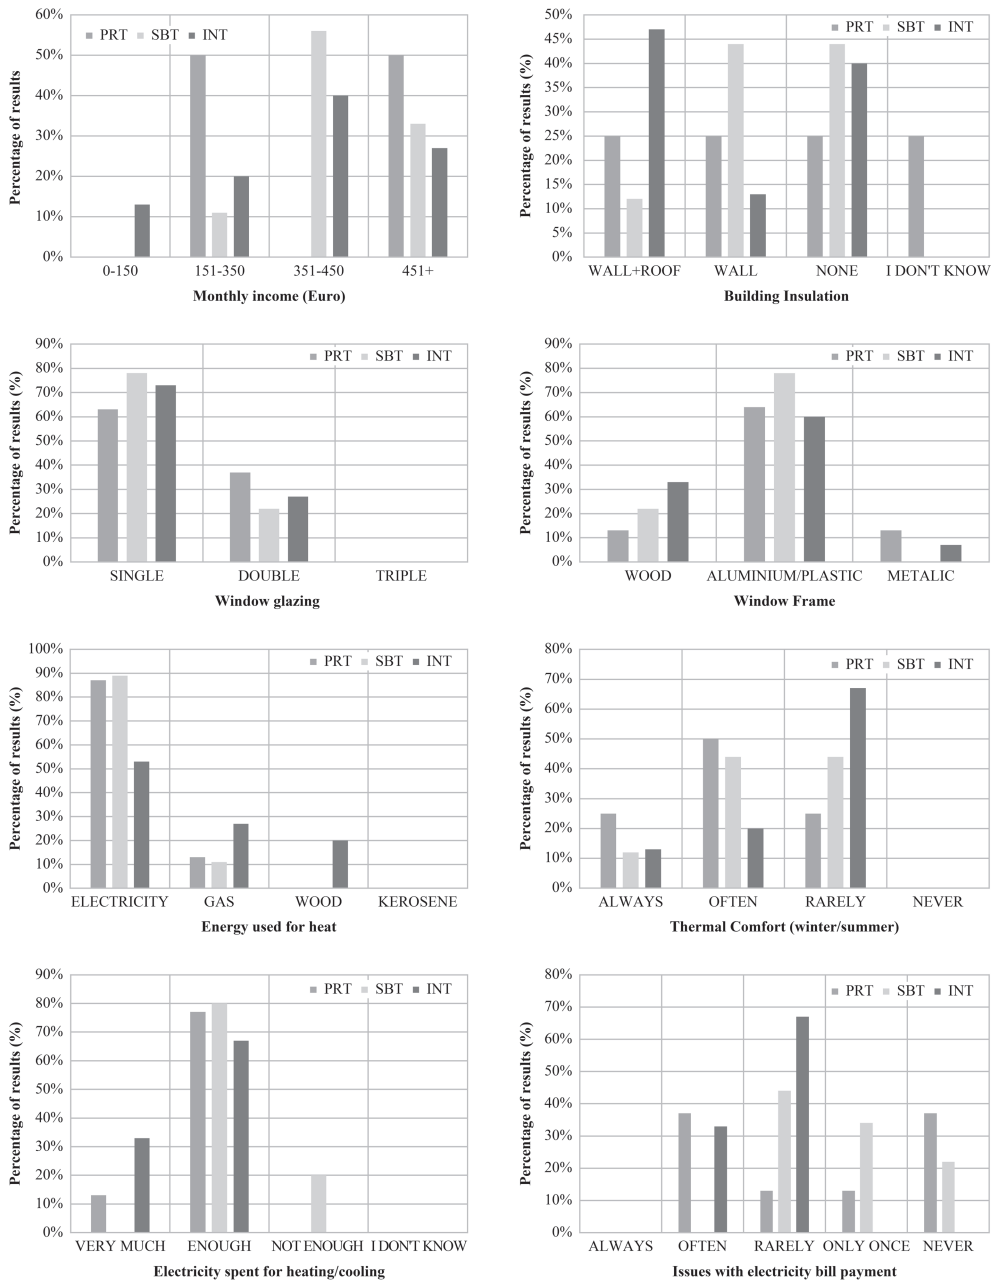 PRT SBT INT
Percentage of results
60%
50%
40%
30%
20%
10%
0%
0-150 151-350 351-450 451+
Monthly income (Euro)
PRT SBT INT
Percentage of results (%)
50%
45%
40%
35%
30%
25%
20%
15%
10%
5%
0%
WALL+ROOF WALL NONE I DON'T KNOW
Building Insulation
PRT SBT INT
Percentage of results (%)
90%
80%
70%
60%
50%
40%
30%
20%
10%
0%
SINGLE DOUBLE TRIPLE
Window glazing
PRT SBT INT
Percentage of results (%)
90%
80%
70%
60%
50%
40%
30%
20%
10%
0%
WOOD ALUMINIUM/PLASTIC METALIC
Window Frame
PRT SBT INT
Percentage of results (%)
100%
90%
80%
70%
60%
50%
40%
30%
20%
10%
0%
ELECTRICITY GAS WOOD KEROSENE
Energy used for heat
PRT SBT INT
Percentage of results (%)
80%
70%
60%
50%
40%
30%
20%
10%
0%
ALWAYS OFTEN RARELY NEVER
Thermal Comfort (winter/summer)
PRT SBT INT
Percentage of results (%)
90%
80%
70%
60%
50%
40%
30%
20%
10%
0%
VERY MUCH ENOUGH NOT ENOUGH I DON'T KNOW
Electricity spent for heating/cooling
PRT SBT INT
Percentage of results (%)
80%
70%
60%
50%
40%
30%
20%
10%
0%
ALWAYS OFTEN RARELY ONLY ONCE NEVER
Issues with electricity bill payment